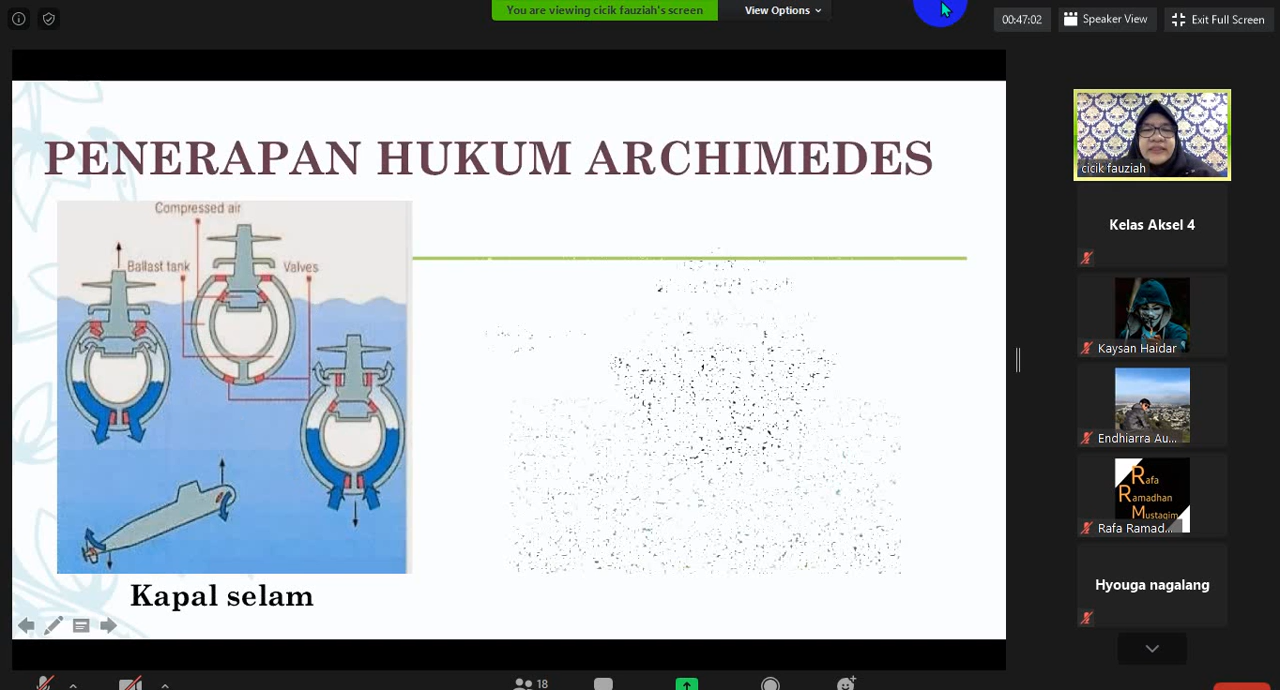 You are viewing cicik fauziah's screen
View Options
00:47:02
Speaker View
Exit Full Screen
PENERAPAN HUKUM ARCHIMEDES
Compressed air
Ballast tank
Valves
Kapal selam
cicik fauziah
Kelas Aksel 4
Kaysan Haidar
Endhiarra Au...
Rafa
Ramadhan
Mustaqim
Rafa Ramad...
Hyouga nagalang
18